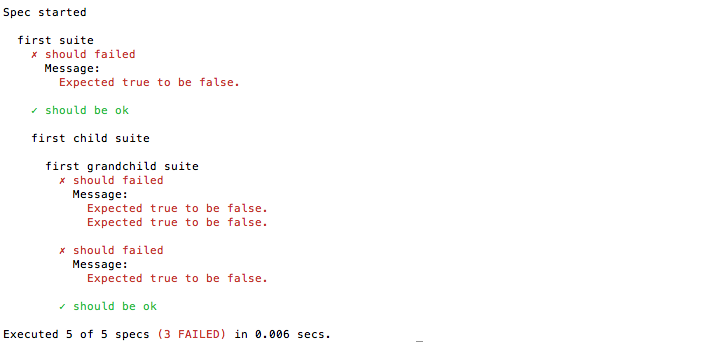 Spec started
first suite
✗ should failed
Message:
Expected true to be false.
✓ should be ok
first child suite
first grandchild suite
✗ should failed
Message:
Expected true to be false.
Expected true to be false.
✗ should failed
Message:
Expected true to be false.
✓ should be ok
Executed 5 of 5 specs (3 FAILED) in 0.006 secs.